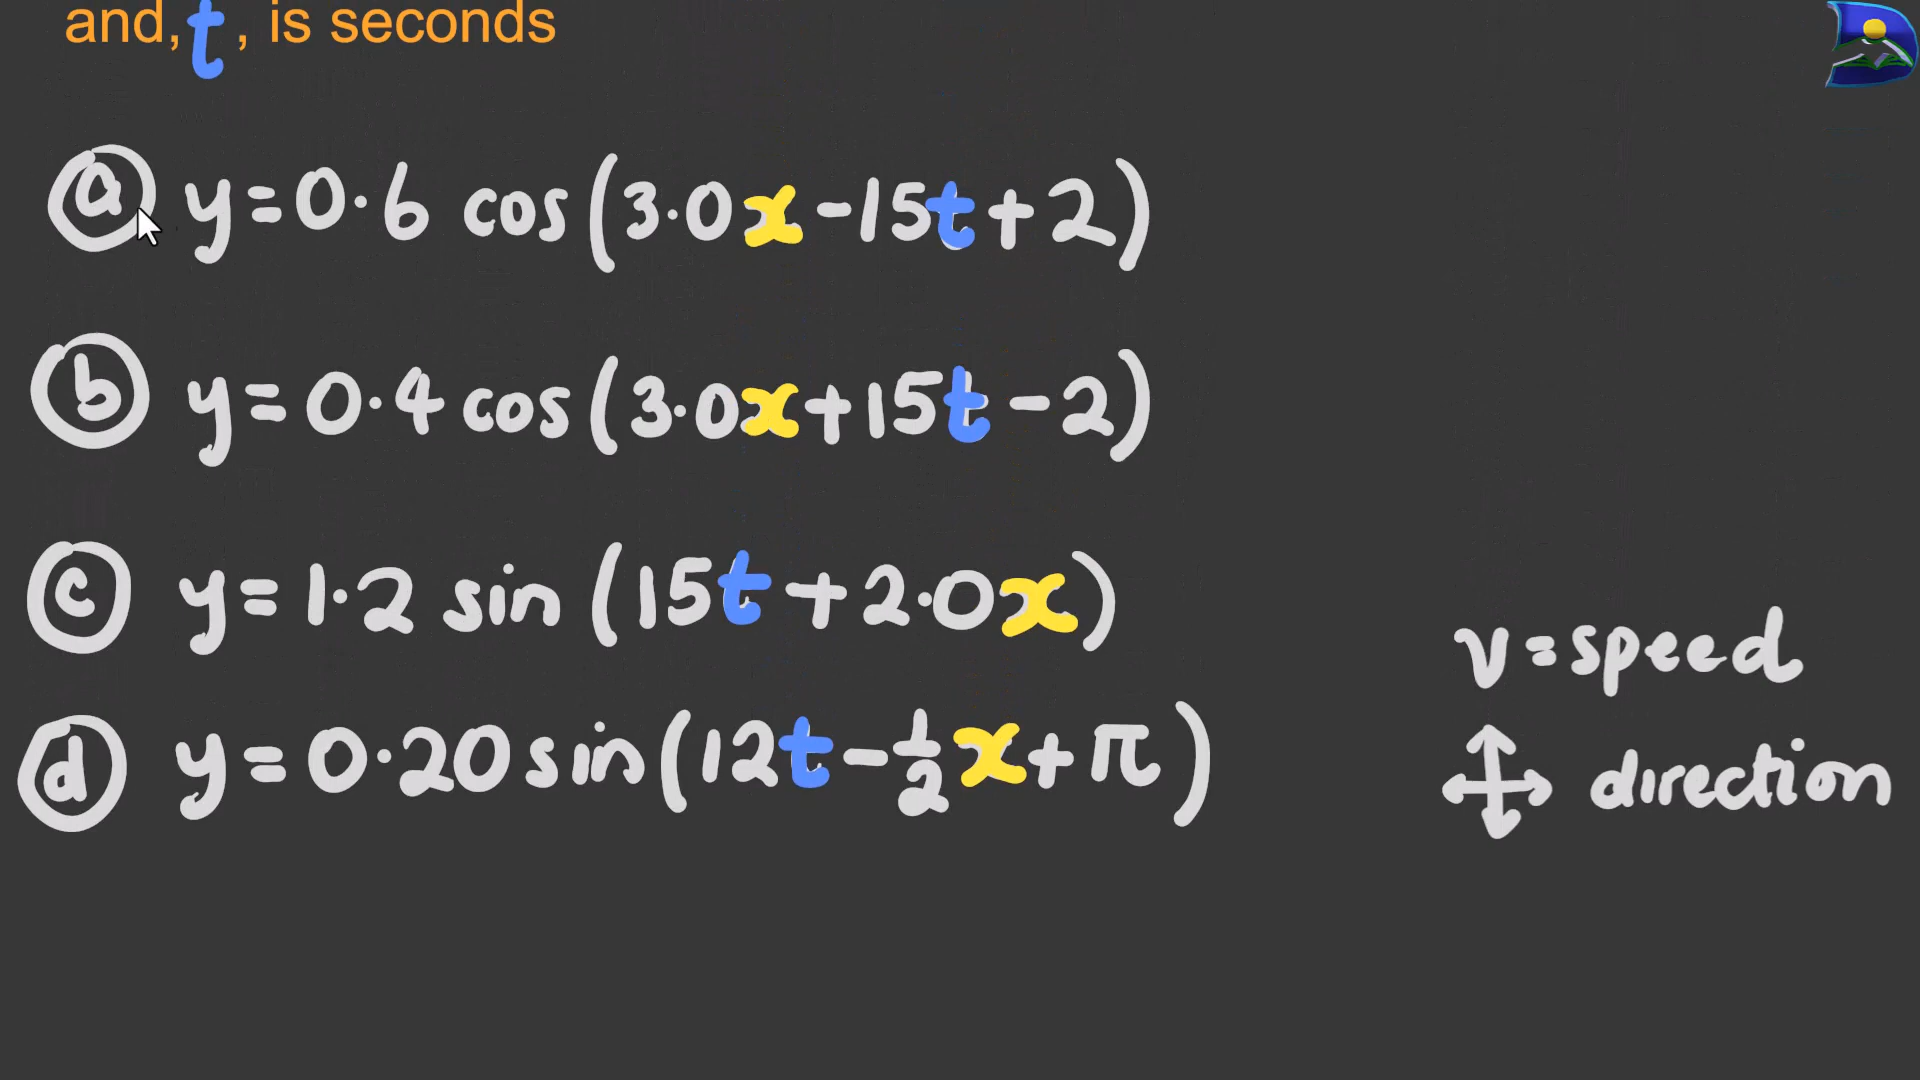 and, t, is seconds
a y = 0·6 cos (3·0x - 15t + 2)
b y = 0·4 cos (3·0x + 15t - 2)
c y = 1·2 sin (15t + 2·0x)
v = speed
d y = 0·20 sin (12t - 1/2 x + π)
direction